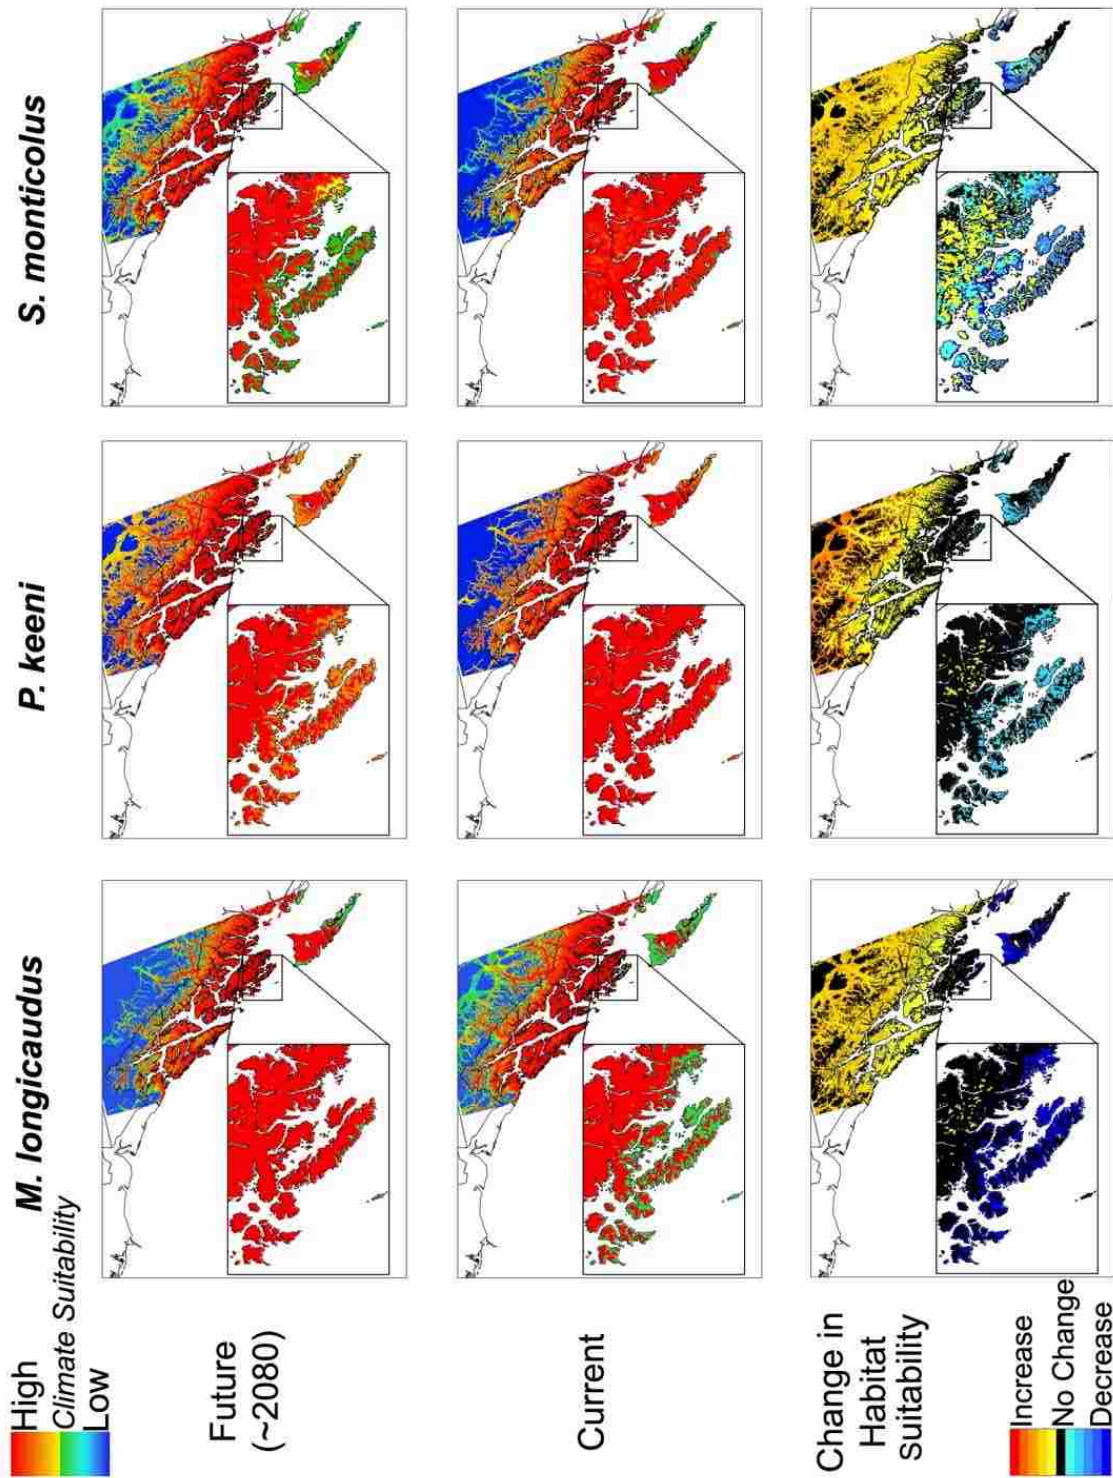 High
Climate Suitability
Low
M. longicaudus
P. keeni
S. monticolus
Future
(~2080)
Current
Change in
Habitat
suitability
Increase
No Change
Decrease